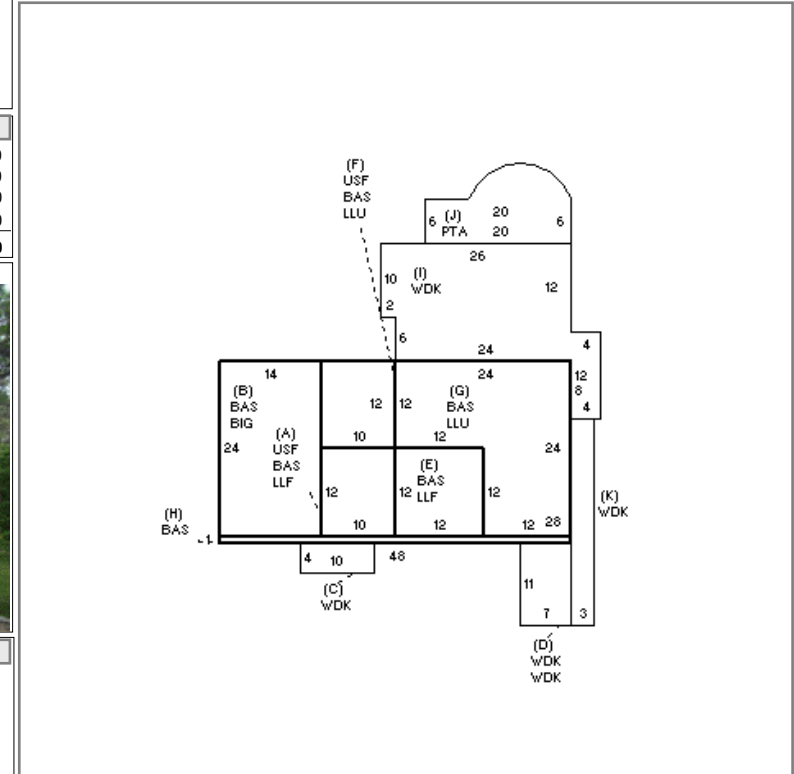 (F)
USF
BAS
LLU
6
(J)
PTA
20
20
6
26
10
(I)
WDK
12
2
6
24
4
14
24
12
8
4
(B)
BAS
BIG
12
12
(G)
BAS
LLU
(A)
USF
BAS
LLF
10
12
24
24
(E)
BAS
LLF
12
12
12
(K)
WDK
(H)
BAS
1
10
12
12
28
4
10
48
(C)
WDK
11
7
3
(D)
WDK
WDK